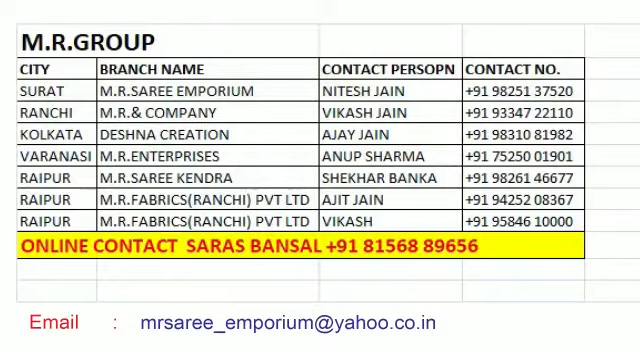 M.R.GROUP
CITY BRANCH NAME CONTACT PERSOPN CONTACT NO.
SURAT M.R.SAREE EMPORIUM NITESH JAIN +91 98251 37520
RANCHI M.R.& COMPANY VIKASH JAIN +91 93347 22110
KOLKATA DESHNA CREATION AJAY JAIN +91 98310 81982
VARANASI M.R.ENTERPRISES ANUP SHARMA +91 75250 01901
RAIPUR M.R.SAREE KENDRA SHEKHAR BANKA +91 98261 46677
RAIPUR M.R.FABRICS(RANCHI) PVT LTD AJIT JAIN +91 94252 08367
RAIPUR M.R.FABRICS(RANCHI) PVT LTD VIKASH +91 95846 10000
ONLINE CONTACT SARAS BANSAL +91 81568 89656
Email : mrsaree_emporium@yahoo.co.in